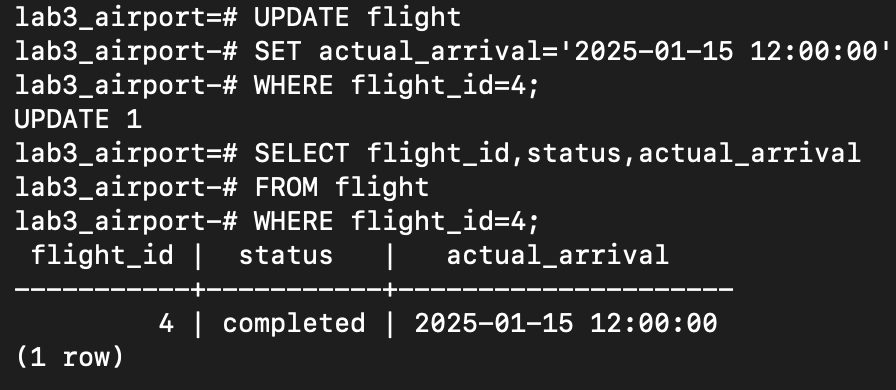 lab3_airport=# UPDATE flight
lab3_airport-# SET actual_arrival='2025-01-15 12:00:00'
lab3_airport-# WHERE flight_id=4;
UPDATE 1
lab3_airport=# SELECT flight_id,status,actual_arrival
lab3_airport-# FROM flight
lab3_airport-# WHERE flight_id=4;
 flight_id |  status   |   actual_arrival
-----------+-----------+---------------------
         4 | completed | 2025-01-15 12:00:00
(1 row)